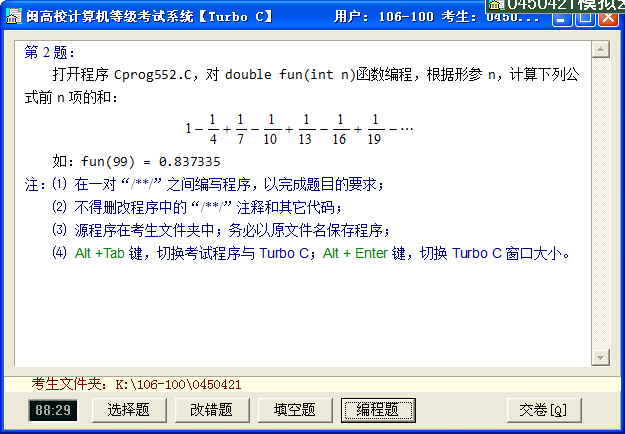 闽高校计算机等级考试系统【Turbo C】 用户: 106-100 考生: 0450...
0450421模拟
第 2 题:
打开程序 Cprog552.C, 对 double fun(int n)函数编程, 根据形参 n, 计算下列公
式前 n 项的和:
1 - 1/4 + 1/7 - 1/10 + 1/13 - 1/16 + 1/19 - ⋯
如: fun(99) = 0.837335
注: ⑴ 在一对“/**/”之间编写程序, 以完成题目的要求;
⑵ 不得删改程序中的“/**/”注释和其它代码;
⑶ 源程序在考生文件夹中; 务必以原文件名保存程序;
⑷ Alt +Tab 键, 切换考试程序与 Turbo C; Alt + Enter 键, 切换 Turbo C 窗口大小。
考生文件夹: K:\106-100\0450421
88:29 选择题 改错题 填空题 编程题 交卷[Q]